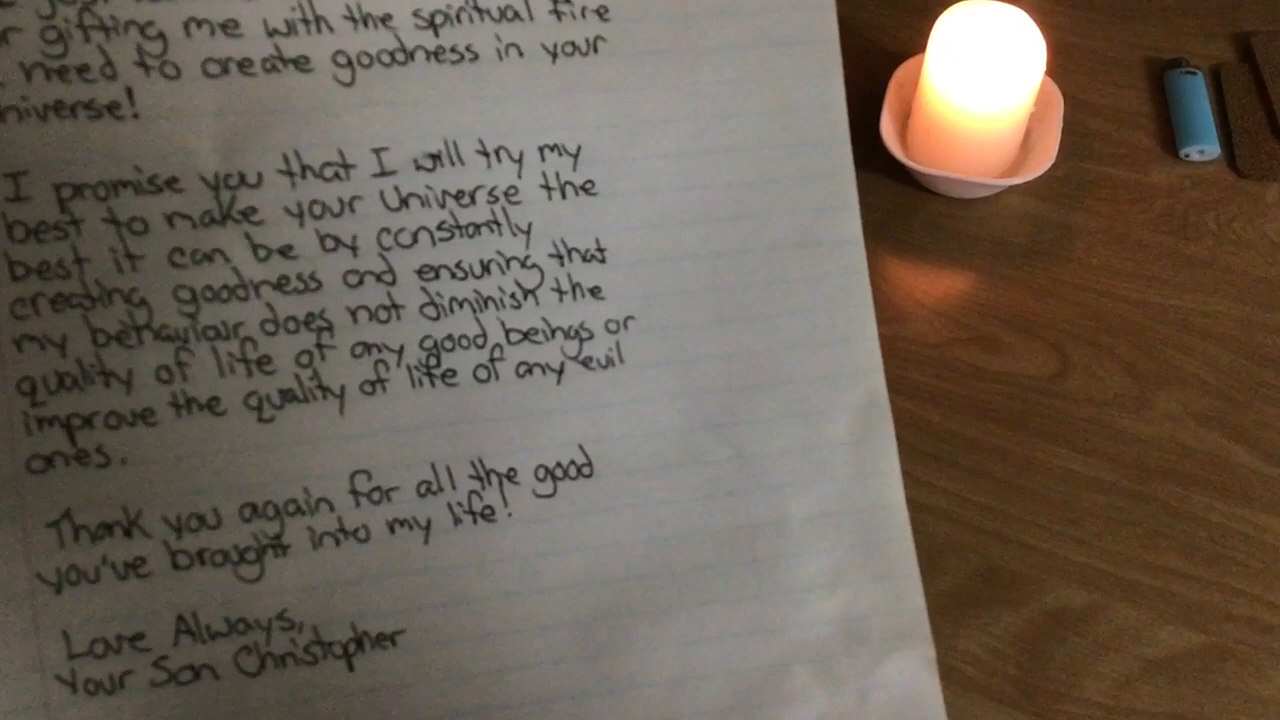 r gifting me with the spiritual fire
need to create goodness in your
niverse!
I promise you that I will try my
best to make your Universe the
best it can be by constantly
creating goodness and ensuring that
my behaviour does not diminish the
quality of life of any good beings or
improve the quality of life of any evil
ones.
Thank you again for all the good
you've brought into my life!
Love Always,
Your Son Christopher